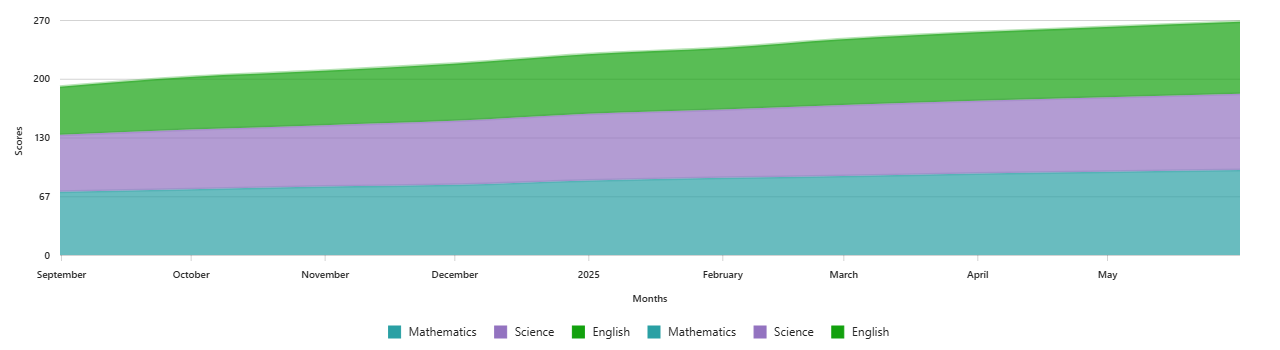 270
200
130
67
0
Scores
September October November December 2025 February March April May
Months
Mathematics Science English Mathematics Science English